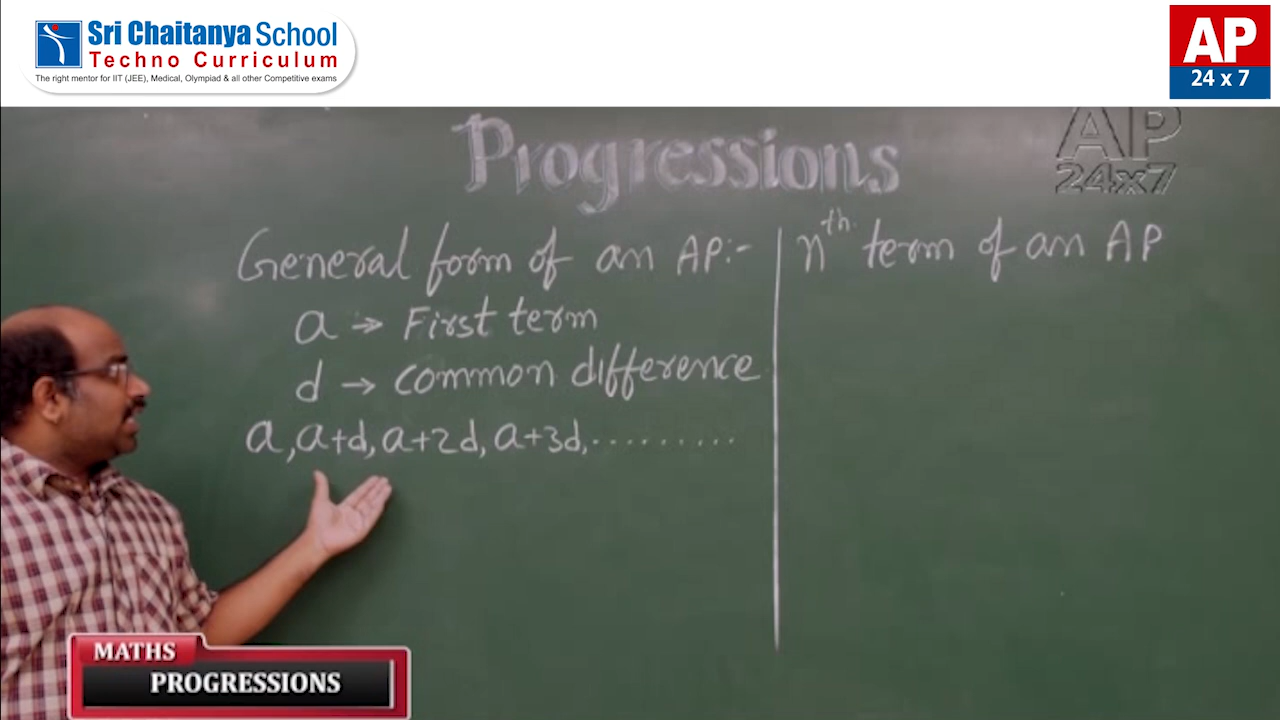 Sri Chaitanya School
Techno Curriculum
The right mentor for IIT (JEE), Medical, Olympiad & all other Competitive exams
AP
24 x 7
Progressions
AP
24x7
General form of an AP:-
a → First term
d → Common difference
a, a+d, a+2d, a+3d, .........
nth term of an AP
MATHS
PROGRESSIONS